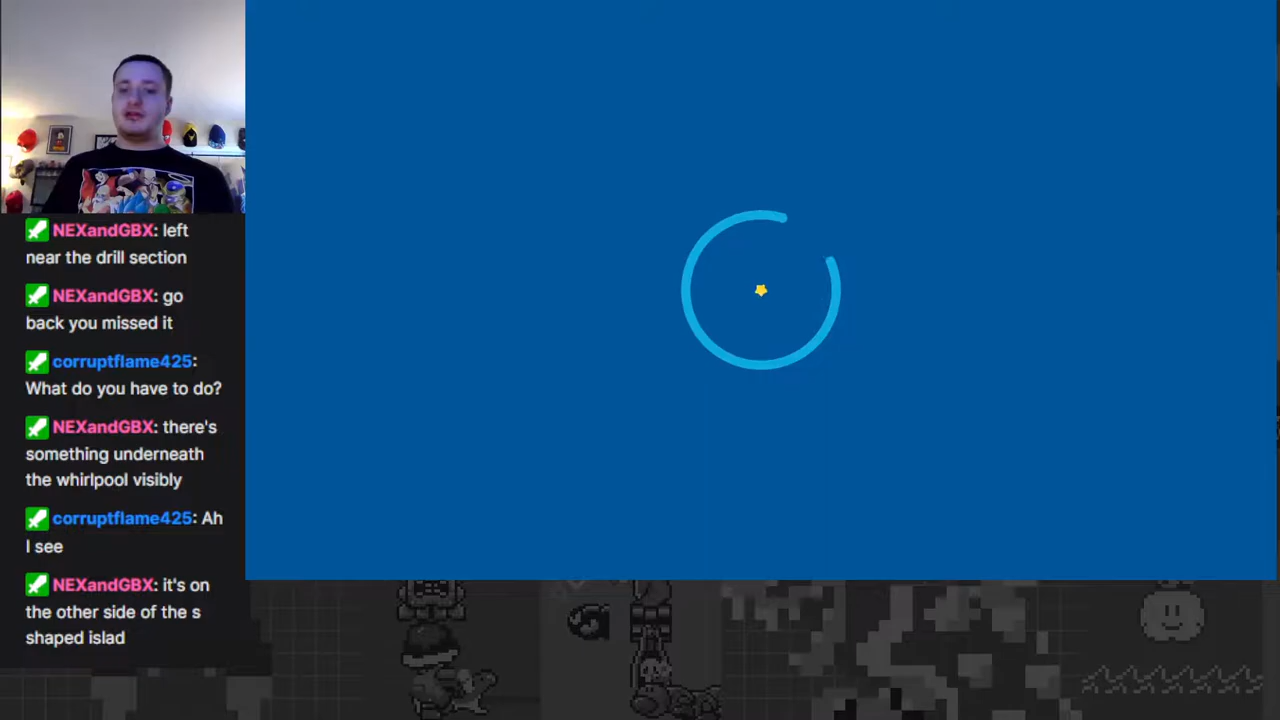 NEXandGBX: left
near the drill section
NEXandGBX: go
back you missed it
corruptflame425:
What do you have to do?
NEXandGBX: there's
something underneath
the whirlpool visibly
corruptflame425: Ah
I see
NEXandGBX: it's on
the other side of the s
shaped islad